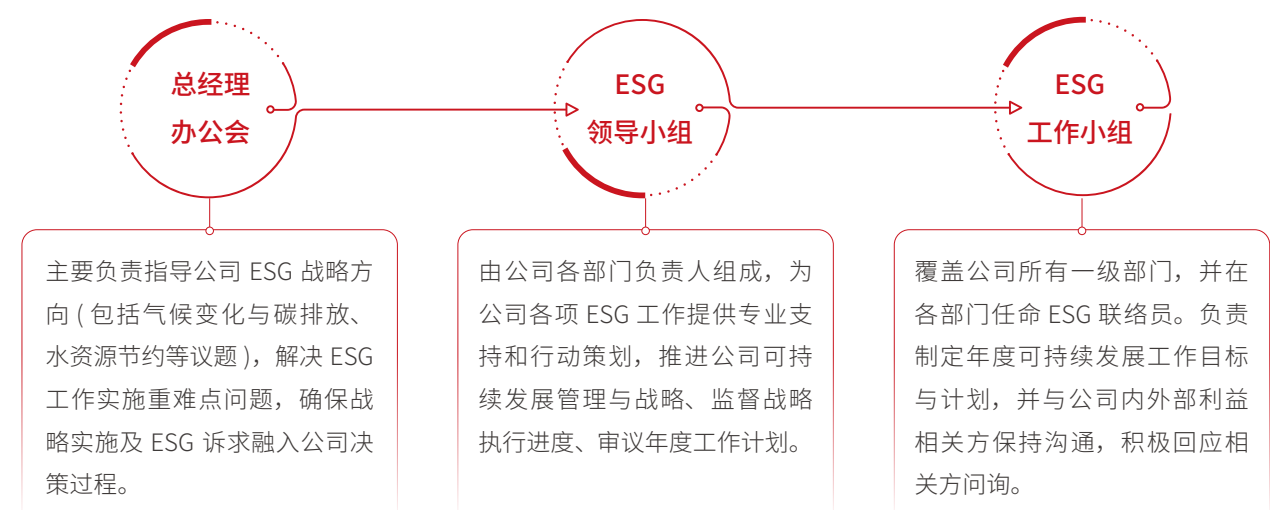 总经理
办公会
ESG
领导小组
ESG
工作小组
主要负责指导公司 ESG 战略方
向 ( 包括气候变化与碳排放、
水资源节约等议题 )，解决 ESG
工作实施重难点问题，确保战
略实施及 ESG 诉求融入公司决
策过程。
由公司各部门负责人组成，为
公司各项 ESG 工作提供专业支
持和行动策划，推进公司可持
续发展管理与战略、监督战略
执行进度、审议年度工作计划。
覆盖公司所有一级部门，并在
各部门任命 ESG 联络员。负责
制定年度可持续发展工作目标
与计划，并与公司内外部利益
相关方保持沟通，积极回应相
关方问询。